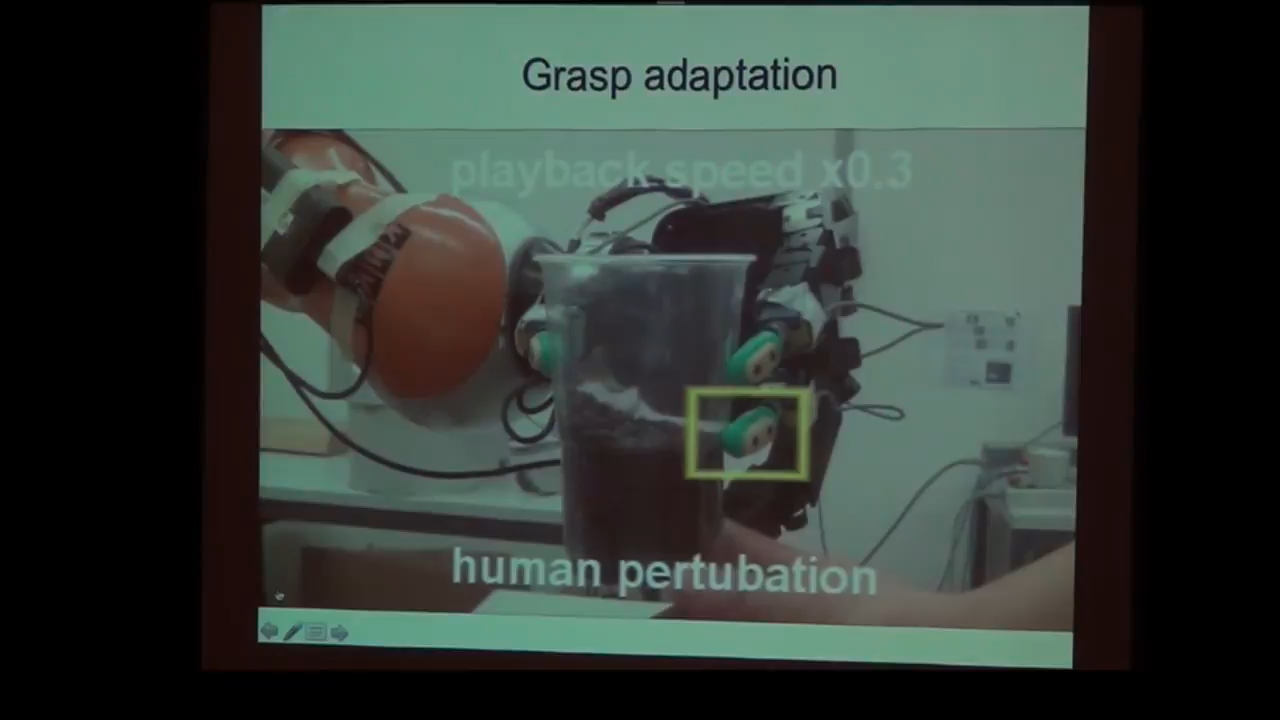 Grasp adaptation
playback speed x0.3
human pertubation